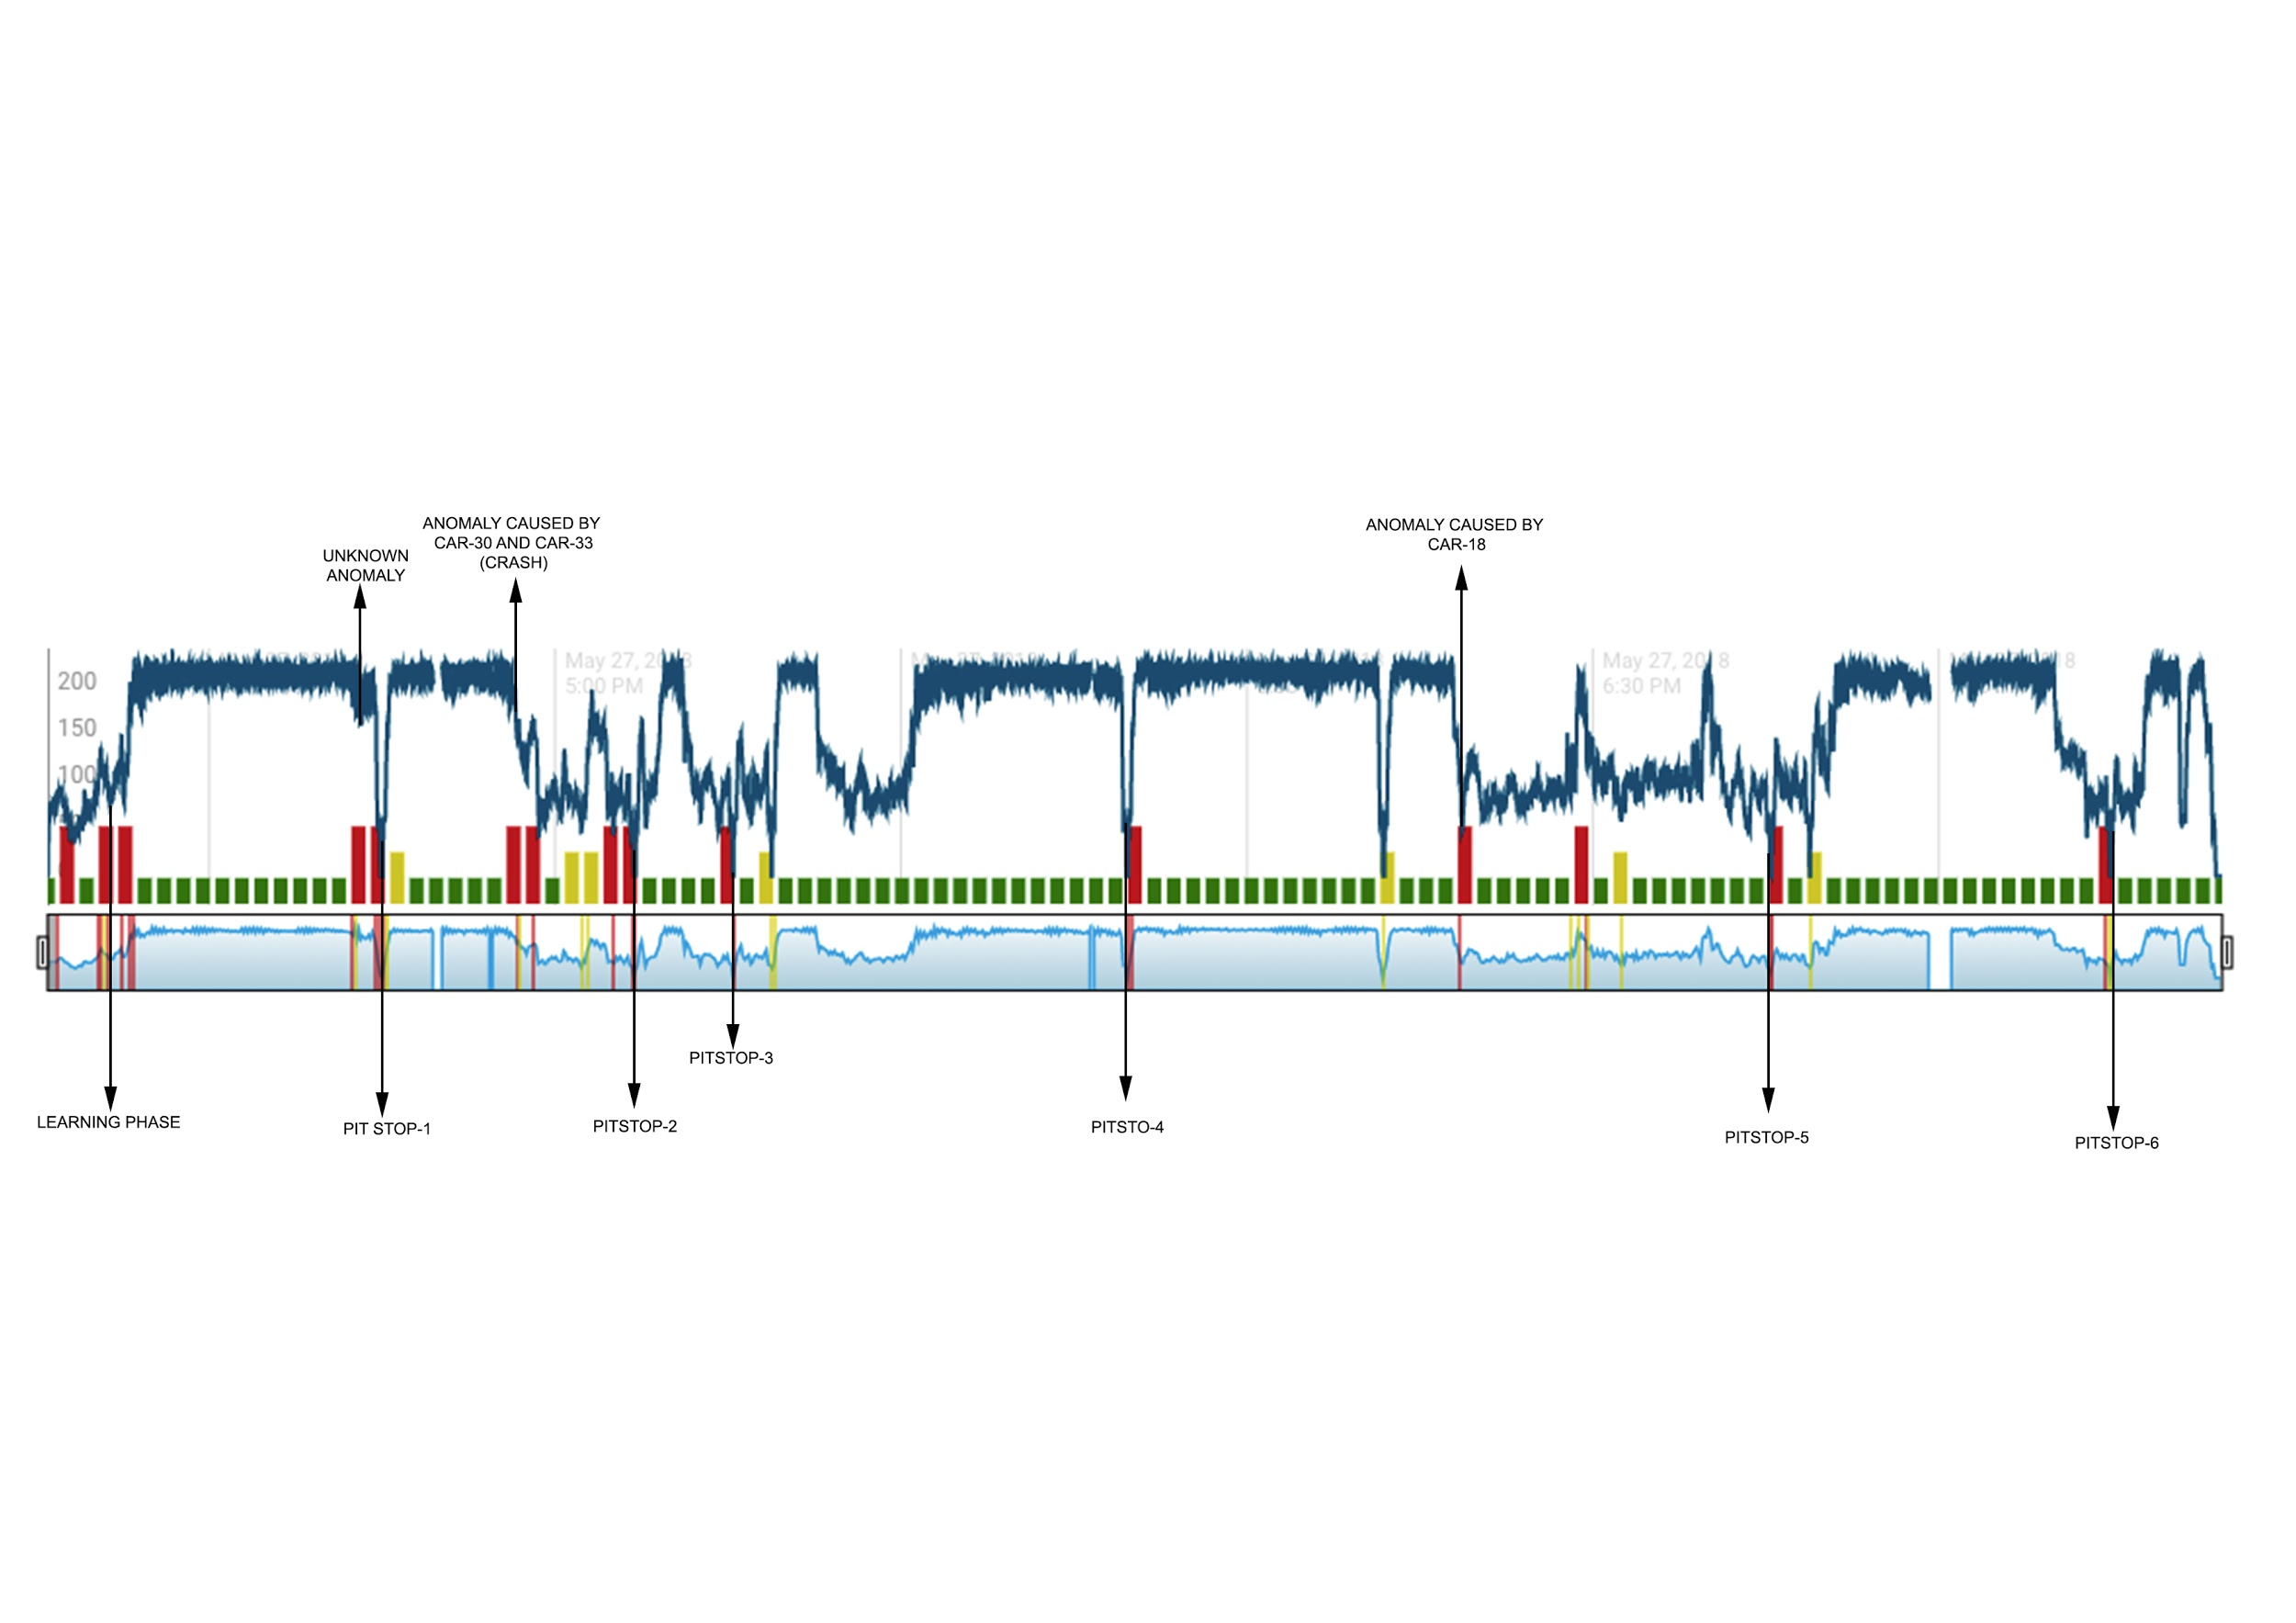 ANOMALY CAUSED BY
CAR-30 AND CAR-33
(CRASH)
UNKNOWN
ANOMALY
ANOMALY CAUSED BY
CAR-18
200
150
100
May 27, 2018
5:00 PM
May 27, 2018
6:30 PM
PITSTOP-3
LEARNING PHASE
PIT STOP-1
PITSTOP-2
PITSTO-4
PITSTOP-5
PITSTOP-6